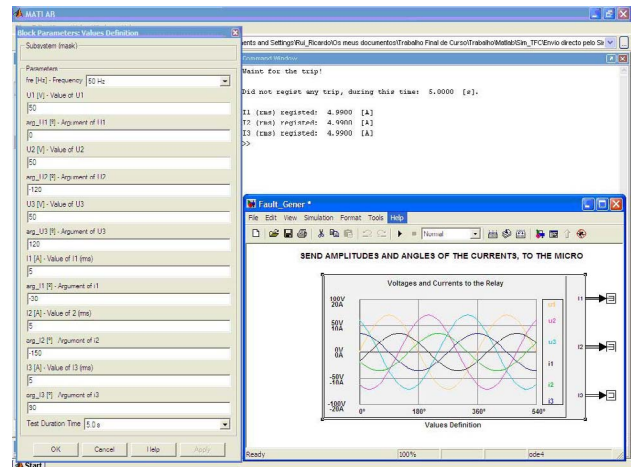 MATLAB
Block Parameters: Values Definition
Subsystem (mask)
Parameters
fre [Hz] - Frequency 50 Hz
U1 [V] - Value of U1
50
arg_U1 [º] - Argument of U1
0
U2 [V] - Value of U2
50
arg_U2 [º] - Argument of U2
-120
U3 [V] - Value of U3
50
arg_U3 [º] - Argument of U3
120
I1 [A] - Value of I1 (rms)
5
arg_I1 [º] - Argument of i1
-30
I2 [A] - Value of 2 (rms)
5
arg_I2 [º] - Argument of i2
-150
I3 [A] - Value of I3 (rms)
5
arg_I3 [º] - Argument of i3
90
Test Duration Time 5.0 s
OK Cancel Help Apply
Start
ents and Settings\Rui_Ricardo\Os meus documentos\Trabalho Final de Curso\Trabalho\Matlab\Sim_TFC\Envio directo pelo Sir
Command Window
Waint for the trip!
Did not regist any trip, during this time: 5.0000 [s].
I1 (rms) registed: 4.9900 [A]
I2 (rms) registed: 4.9900 [A]
I3 (rms) registed: 4.9900 [A]
>>
Fault_Gener *
File Edit View Simulation Format Tools Help
Normal
SEND AMPLITUDES AND ANGLES OF THE CURRENTS, TO THE MICRO
Voltages and Currents to the Relay
100V
20A
50V
10A
0V
0A
-50V
-10A
-100V
-20A
0° 180° 360° 540°
u1
u2
u3
i1
i2
i3
Values Definition
i1
i2
i3
Ready 100% ode4